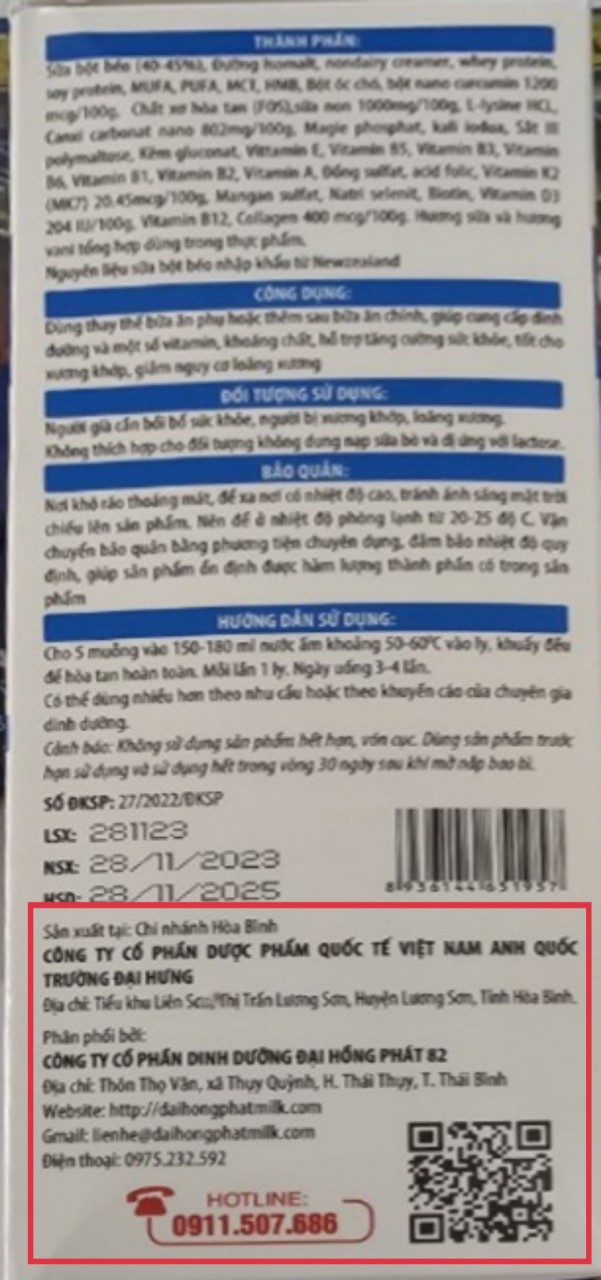 THÀNH PHẦN:
Sữa bột béo (40-45%), Đường Isomalt, nondairy creamer, whey protein,
soy protein, MUFA, PUFA, MCT, HMB, Bột óc chó, bột nano curcumin 1200
mcg/100g. Chất xơ hòa tan (FOS),sữa non 1000mg/100g, L-lysine HCL,
Canxi carbonat nano 802mg/100g, Magie phosphat, kali iodua, Sắt III
polymaltose, Kẽm gluconat, Vittamin E, Vitamin B5, Vitamin B3, Vitamin
B6, Vitamin B1, Vitamin B2, Vitamin A, Đồng sulfat, acid folic, Vitamin K2
(MK7) 20.45mcg/100g, Mangan sulfat, Natri selenit, Biotin, Vitamin D3
204 IU/100g, Vitamin B12, Collagen 400 mcg/100g. Hương sữa và hương
vani tổng hợp dùng trong thực phẩm.
Nguyên liệu sữa bột béo nhập khẩu từ Newzealand
CÔNG DỤNG:
Dùng thay thế bữa ăn phụ hoặc thêm sau bữa ăn chính, giúp cung cấp dinh
dưỡng và một số vitamin, khoáng chất, hỗ trợ tăng cường sức khỏe, tốt cho
xương khớp, giảm nguy cơ loãng xương
ĐỐI TƯỢNG SỬ DỤNG:
Người già cần bồi bổ sức khỏe, người bị xương khớp, loãng xương.
Không thích hợp cho đối tượng không dung nạp sữa bò và dị ứng với lactose.
BẢO QUẢN:
Nơi khô ráo thoáng mát, để xa nơi có nhiệt độ cao, tránh ánh sáng mặt trời
chiếu lên sản phẩm. Nên để ở nhiệt độ phòng lạnh từ 20-25 độ C. Vận
chuyển bảo quản bằng phương tiện chuyên dụng, đảm bảo nhiệt độ quy
định, giúp sản phẩm ổn định được hàm lượng thành phần có trong sản
phẩm
HƯỚNG DẪN SỬ DỤNG:
Cho 5 muỗng vào 150-180 ml nước ấm khoảng 50-60ºC vào ly, khuấy đều
để hòa tan hoàn toàn. Mỗi lần 1 ly. Ngày uống 3-4 lần.
Có thể dùng nhiều hơn theo nhu cầu hoặc theo khuyến cáo của chuyên gia
dinh dưỡng.
Cảnh báo: Không sử dụng sản phẩm hết hạn, vón cục. Dùng sản phẩm trước
hạn sử dụng và sử dụng hết trong vòng 30 ngày sau khi mở nắp bao bì.
SỐ ĐKSP: 27/2022/ĐKSP
LSX: 281123
NSX: 28/11/2023
HSD: 28/11/2025
8 936144 651957
Sản xuất tại: Chi nhánh Hòa Bình
CÔNG TY CỔ PHẦN DƯỢC PHẨM QUỐC TẾ VIỆT NAM ANH QUỐC
TRƯỜNG ĐẠI HƯNG
Địa chỉ: Tiểu khu Liên Thị Trấn Lương Sơn, Huyện Lương Sơn, Tỉnh Hòa Bình.
Phân phối bởi:
CÔNG TY CỔ PHẦN DINH DƯỠNG ĐẠI HỒNG PHÁT 82
Địa chỉ: Thôn Thọ Văn, xã Thụy Quỳnh, H. Thái Thụy, T. Thái Bình
Website: http://daihongphatmilk.com
Gmail: lienhe@daihongphatmilk.com
Điện thoại: 0975.232.592
HOTLINE:
0911.507.686